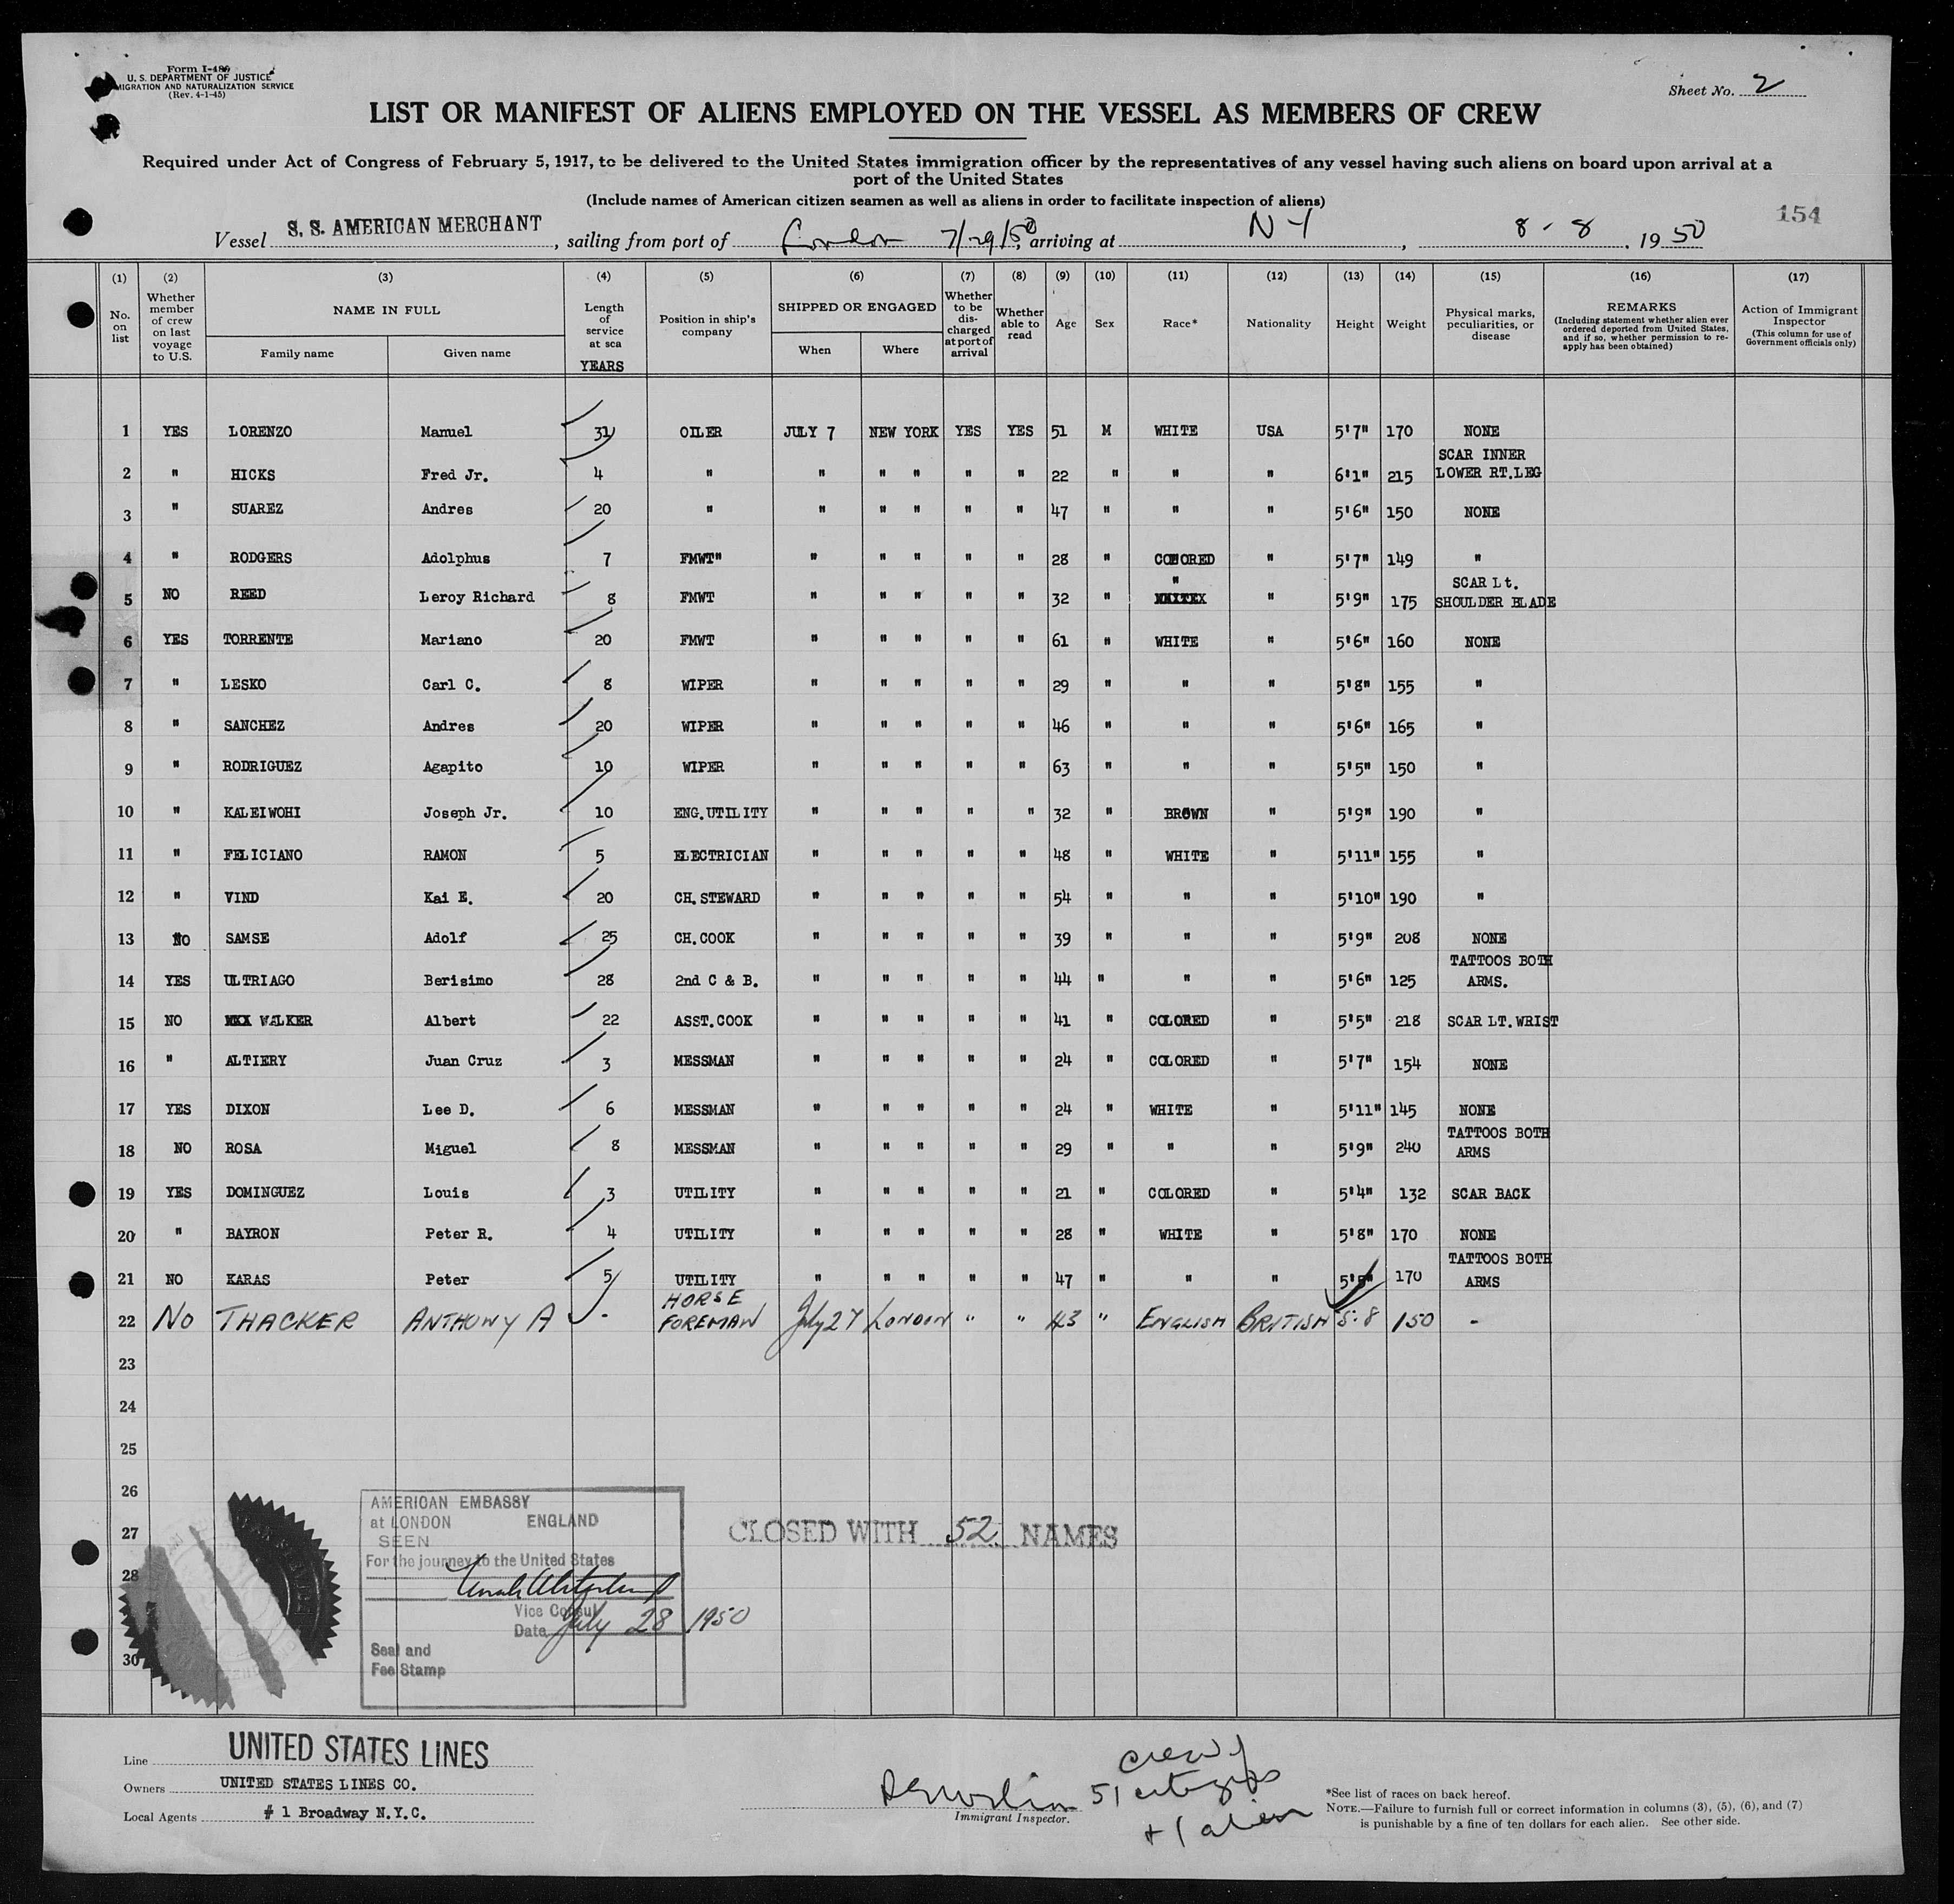 Form I-489
U. S. DEPARTMENT OF JUSTICE
MIGRATION AND NATURALIZATION SERVICE
(Rev. 4-1-45)
Sheet No. 2
LIST OR MANIFEST OF ALIENS EMPLOYED ON THE VESSEL AS MEMBERS OF CREW
Required under Act of Congress of February 5, 1917, to be delivered to the United States immigration officer by the representatives of any vessel having such aliens on board upon arrival at a
port of the United States
(Include names of American citizen seamen as well as aliens in order to facilitate inspection of aliens)
154
Vessel S. S. AMERICAN MERCHANT, sailing from port of London 7/29/50, arriving at N Y, 8 - 8, 1950
(1) (2) (3) (4) (5) (6) (7) (8) (9) (10) (11) (12) (13) (14) (15) (16) (17)
No. on list | Whether member of crew on last voyage to U.S. | NAME IN FULL Family name Given name | Length of service at sea YEARS | Position in ship's company | SHIPPED OR ENGAGED When Where | Whether to be discharged at port of arrival | Whether able to read | Age | Sex | Race* | Nationality | Height | Weight | Physical marks, peculiarities, or disease | REMARKS (Including statement whether alien ever ordered deported from United States, and if so, whether permission to re-apply has been obtained) | Action of Immigrant Inspector (This column for use of Government officials only)
1 YES LORENZO Manuel 31 OILER JULY 7 NEW YORK YES YES 51 M WHITE USA 5'7" 170 NONE
2 " HICKS Fred Jr. 4 " " " " " " 22 " " " 6'1" 215 SCAR INNER LOWER RT.LEG
3 " SUAREZ Andres 20 " " " " " " 47 " " " 5'6" 150 NONE
4 " RODGERS Adolphus 7 FMWT" " " " " " 28 " COLORED " 5'7" 149 "
5 NO REED Leroy Richard 8 FMWT " " " " " 32 " " " 5'9" 175 SCAR Lt. SHOULDER BLADE
6 YES TORRENTE Mariano 20 FMWT " " " " " 61 " WHITE " 5'6" 160 NONE
7 " LESKO Carl C. 8 WIPER " " " " " 29 " " " 5'8" 155 "
8 " SANCHEZ Andres 20 WIPER " " " " " 46 " " " 5'6" 165 "
9 " RODRIGUEZ Agapito 10 WIPER " " " " " 63 " " " 5'5" 150 "
10 " KALEIWOHI Joseph Jr. 10 ENG.UTILITY " " " " " 32 " BROWN " 5'9" 190 "
11 " FELICIANO RAMON 5 ELECTRICIAN " " " " " 48 " WHITE " 5'11" 155 "
12 " VIND Kai E. 20 CH.STEWARD " " " " " 54 " " " 5'10" 190 "
13 NO SAMSE Adolf 25 CH.COOK " " " " " 39 " " " 5'9" 208 NONE
14 YES ULTRIAGO Berisimo 28 2nd C & B. " " " " " 44 " " " 5'6" 125 TATTOOS BOTH ARMS.
15 NO WALKER Albert 22 ASST.COOK " " " " " 41 " COLORED " 5'5" 218 SCAR LT.WRIST
16 " ALTIERY Juan Cruz 3 MESSMAN " " " " " 24 " COLORED " 5'7" 154 NONE
17 YES DIXON Lee D. 6 MESSMAN " " " " " 24 " WHITE " 5'11" 145 NONE
18 NO ROSA Miguel 8 MESSMAN " " " " " 29 " " " 5'9" 240 TATTOOS BOTH ARMS
19 YES DOMINGUEZ Louis 3 UTILITY " " " " " 21 " COLORED " 5'4" 132 SCAR BACK
20 " BAYRON Peter R. 4 UTILITY " " " " " 28 " WHITE " 5'8" 170 NONE
21 NO KARAS Peter 5 UTILITY " " " " " 47 " " " 5'5" 170 TATTOOS BOTH ARMS
22 No THACKER ANTHONY A - HORSE FOREMAN July 27 LONDON " " 43 " ENGLISH BRITISH 5.8 150 -
23
24
25
26
27
28
30
AMERICAN EMBASSY
at LONDON ENGLAND
SEEN
For the journey to the United States
Vice Consul
Date July 28 1950
Seal and
Fee Stamp
CLOSED WITH 52 NAMES
Line UNITED STATES LINES
Owners UNITED STATES LINES CO.
Local Agents # 1 Broadway N.Y.C.
Immigrant Inspector.
crew
51 citizens
+ 1 alien
*See list of races on back hereof.
NOTE.—Failure to furnish full or correct information in columns (3), (5), (6), and (7)
is punishable by a fine of ten dollars for each alien. See other side.